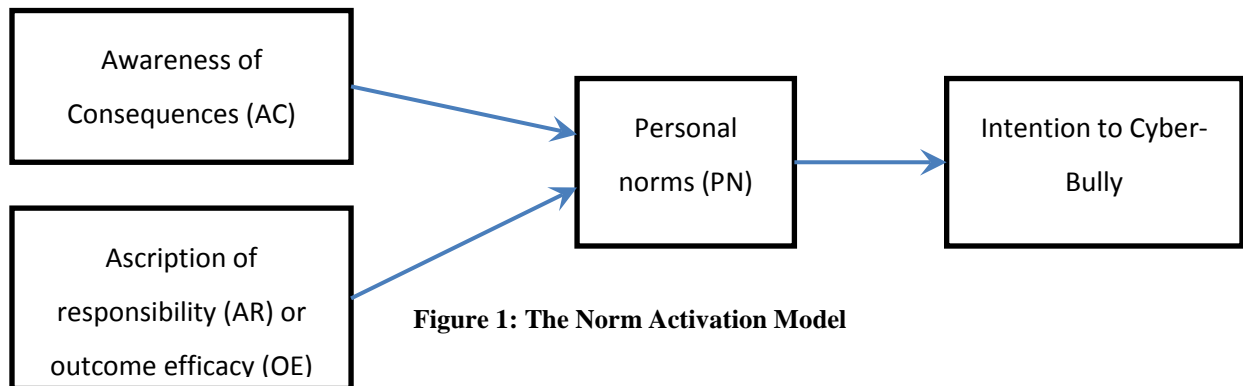 Awareness of
Consequences (AC)
Personal
norms (PN)
Intention to Cyber-
Bully
Ascription of
responsibility (AR) or
outcome efficacy (OE)
Figure 1: The Norm Activation Model